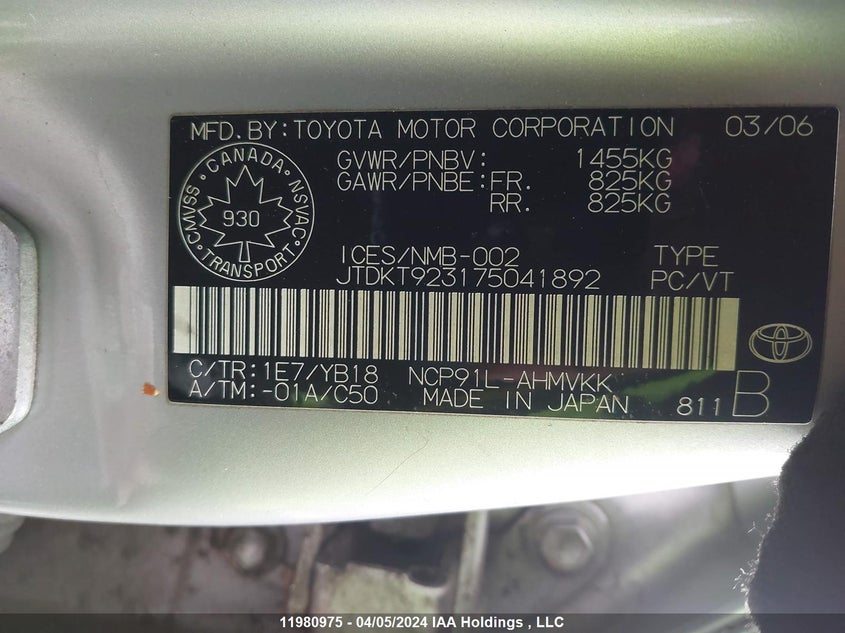 MFD.BY:TOYOTA MOTOR CORPORATION 03/06
GVWR/PNBV: 1455KG
GAWR/PNBE:FR. 825KG
RR. 825KG
CANADA
CMVSS
NSVAC
930
TRANSPORT
ICES/NMB-002 TYPE
JTDKT923175041892 PC/VT
C/TR:1E7/YB18 NCP91L-AHMVKK
A/TM:-01A/C50 MADE IN JAPAN 811B
11980975 - 04/05/2024 IAA Holdings , LLC